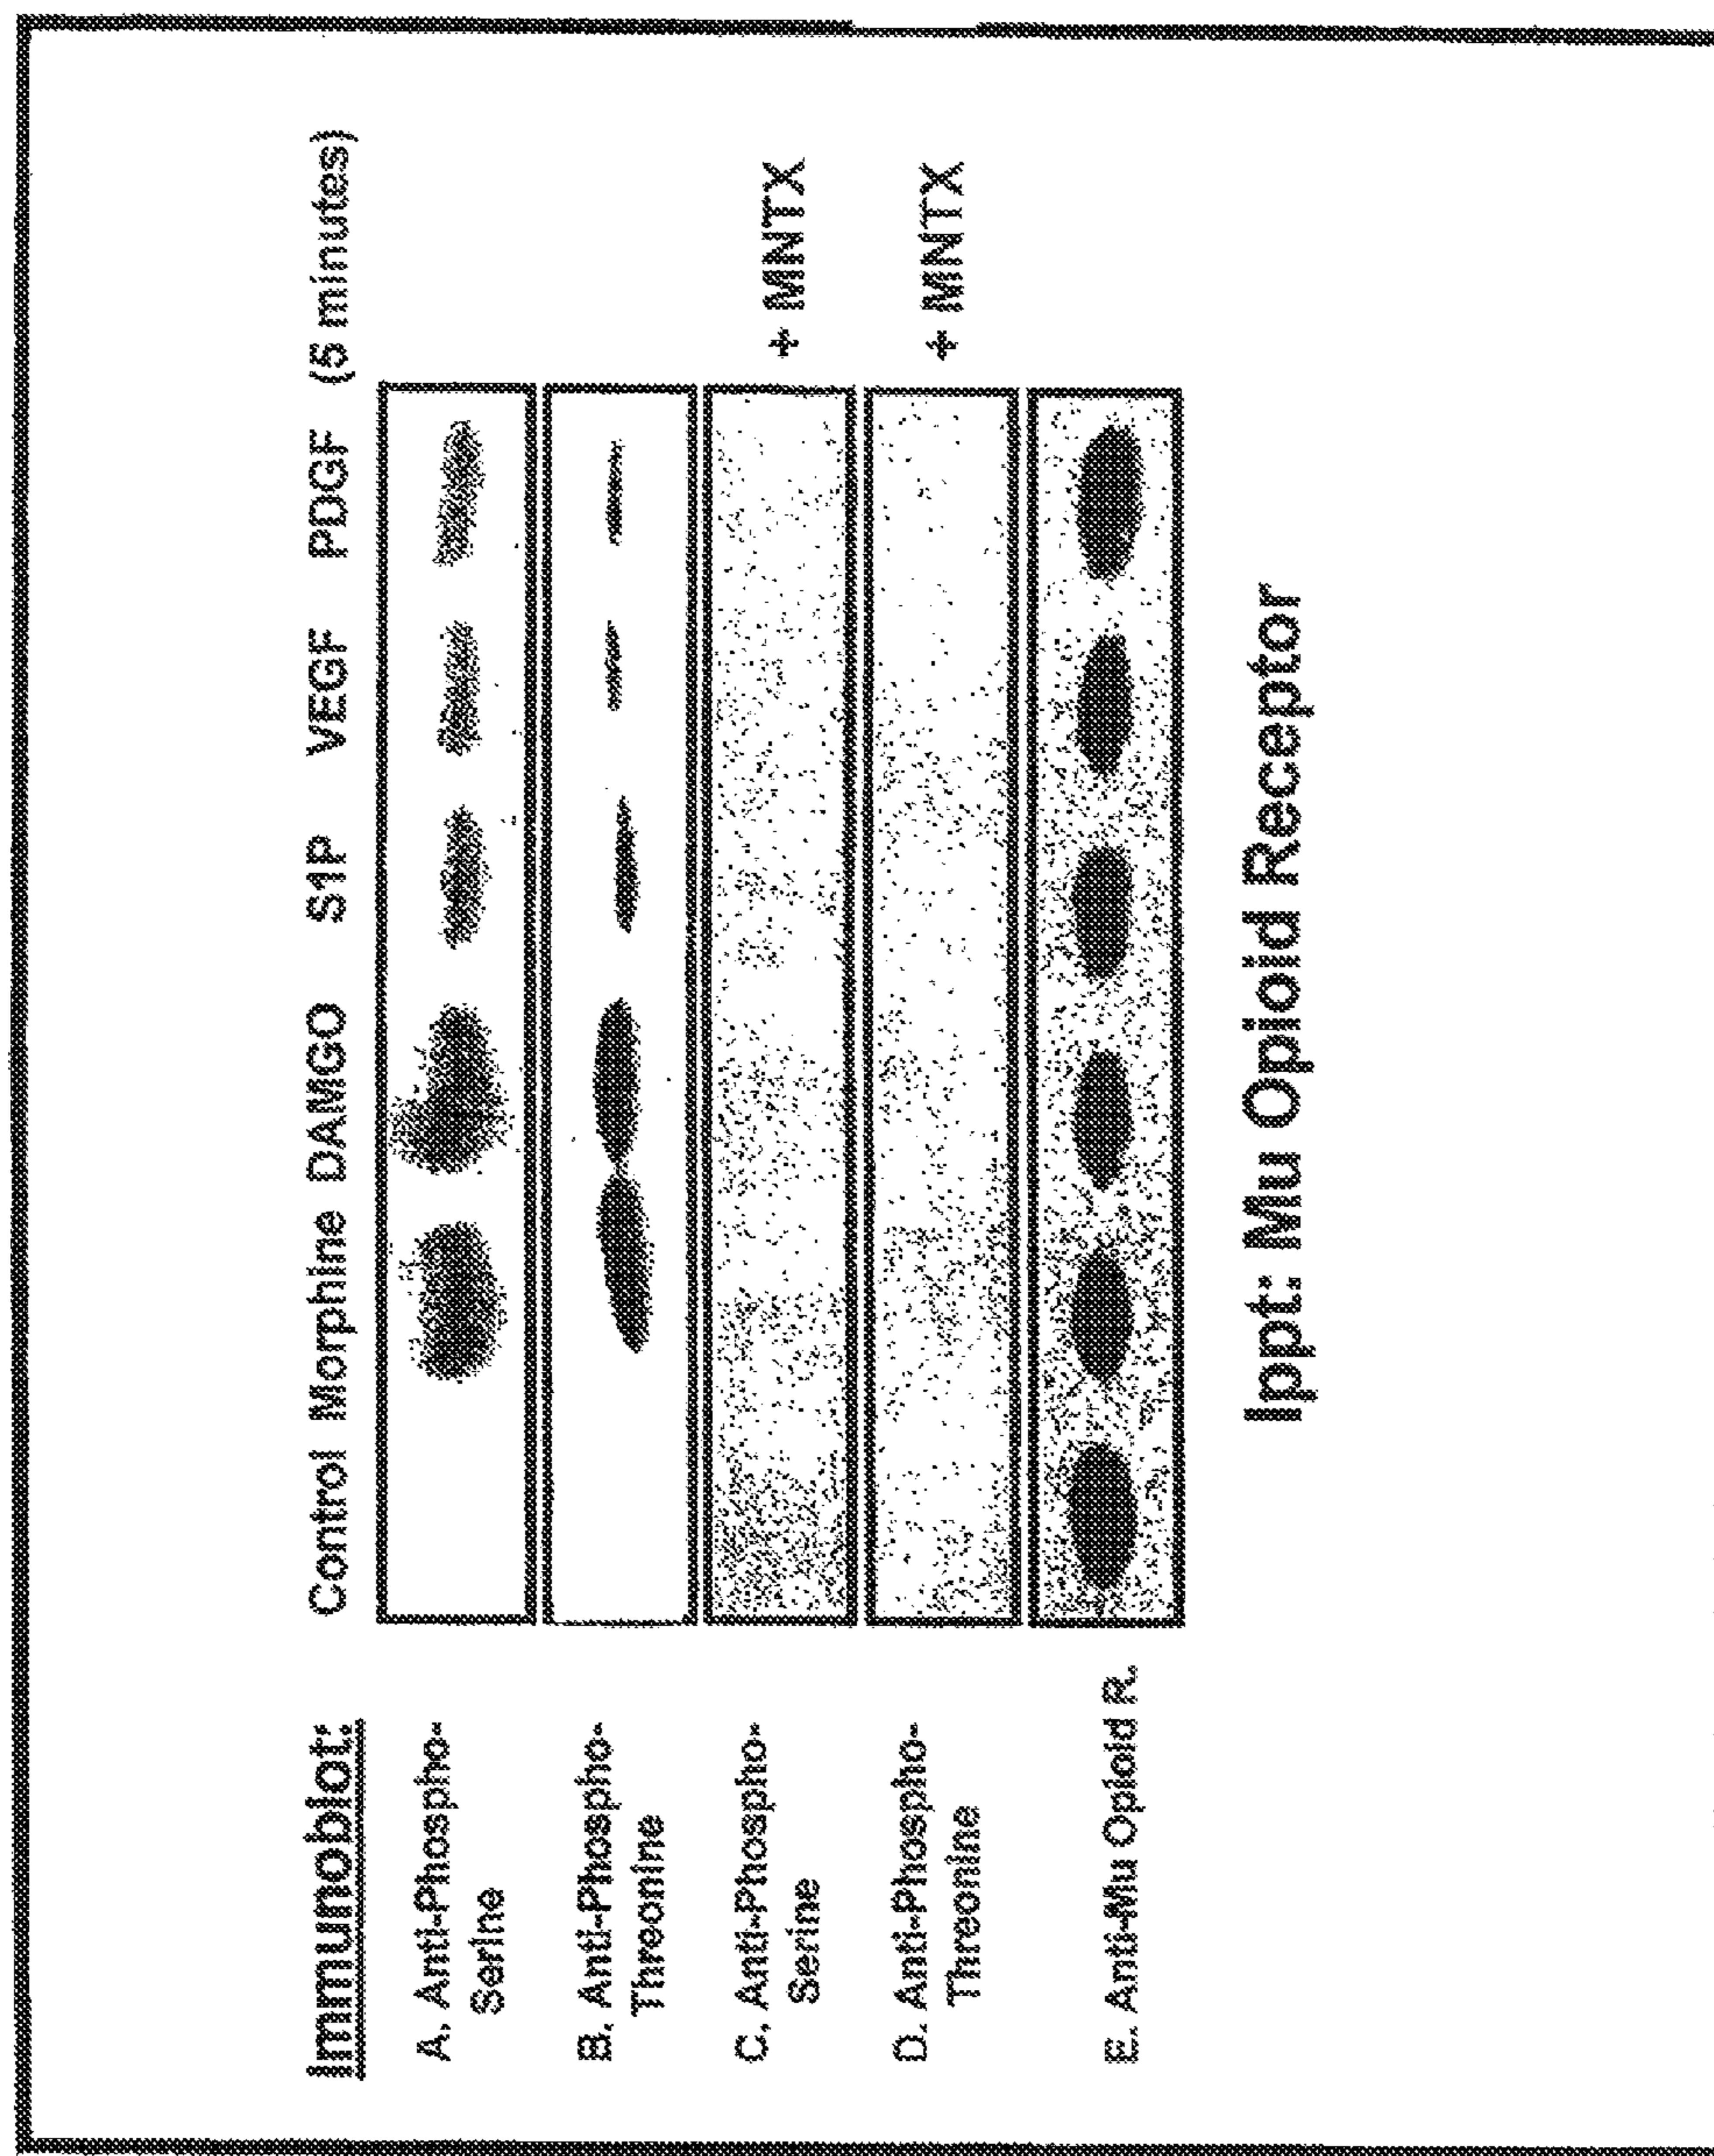 Control Morphine DAMGO S1P VEGF PDGF (5 minutes)
Immunoblot:
A. Anti-Phospho-
Serine
B. Anti-Phospho-
Threonine
C. Anti-Phospho-
Serine
+ MNTX
D. Anti-Phospho-
Threonine
+ MNTX
E. Anti-Mu Opioid R.
Ippt: Mu Opioid Receptor